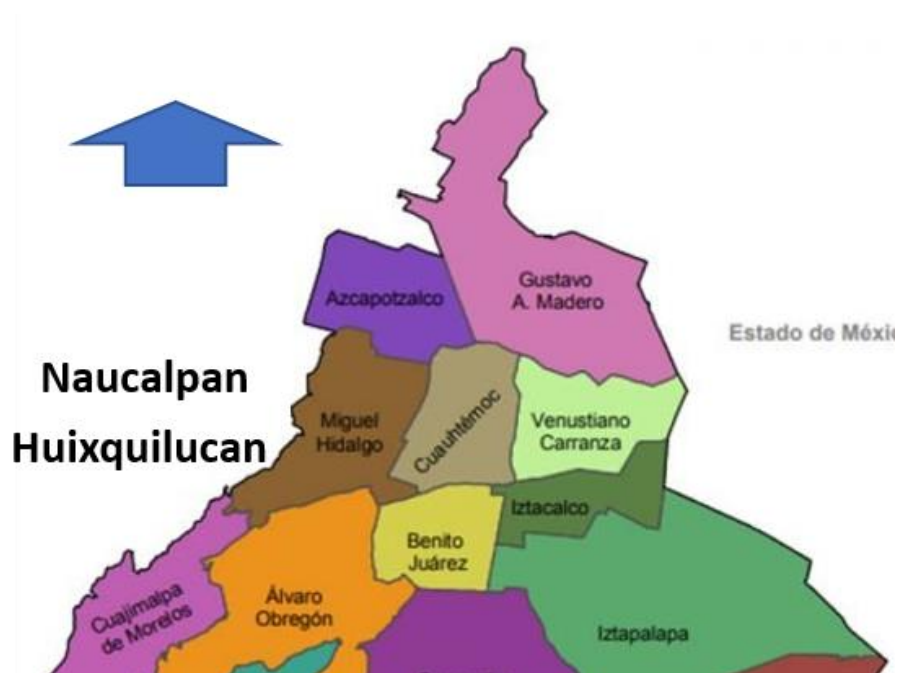 Gustavo
A. Madero
Azcapotzalco
Estado de Méxi
Naucalpan
Huixquilucan
Miguel
Hidalgo
Cuauhtémoc
Venustiano
Carranza
Iztacalco
Benito
Juárez
Cuajimalpa
de Morelos
Álvaro
Obregón
Iztapalapa